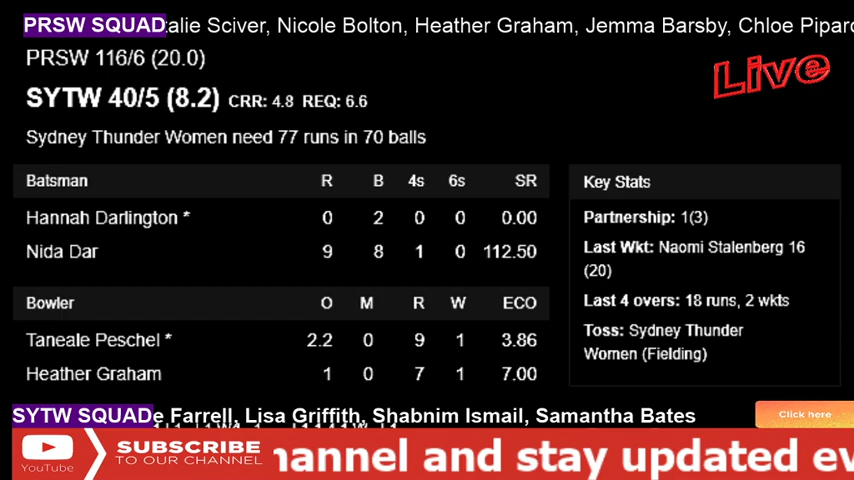 PRSW SQUAD talie Sciver, Nicole Bolton, Heather Graham, Jemma Barsby, Chloe Piparo
PRSW 116/6 (20.0)
Live
SYTW 40/5 (8.2) CRR: 4.8 REQ: 6.6
Sydney Thunder Women need 77 runs in 70 balls
Batsman R B 4s 6s SR
Hannah Darlington * 0 2 0 0 0.00
Nida Dar 9 8 1 0 112.50
Bowler O M R W ECO
Taneale Peschel * 2.2 0 9 1 3.86
Heather Graham 1 0 7 1 7.00
Key Stats
Partnership: 1(3)
Last Wkt: Naomi Stalenberg 16
(20)
Last 4 overs: 18 runs, 2 wkts
Toss: Sydney Thunder
Women (Fielding)
SYTW SQUAD e Farrell, Lisa Griffith, Shabnim Ismail, Samantha Bates
Click here
YouTube
SUBSCRIBE
TO OUR CHANNEL
hannel and stay updated ev